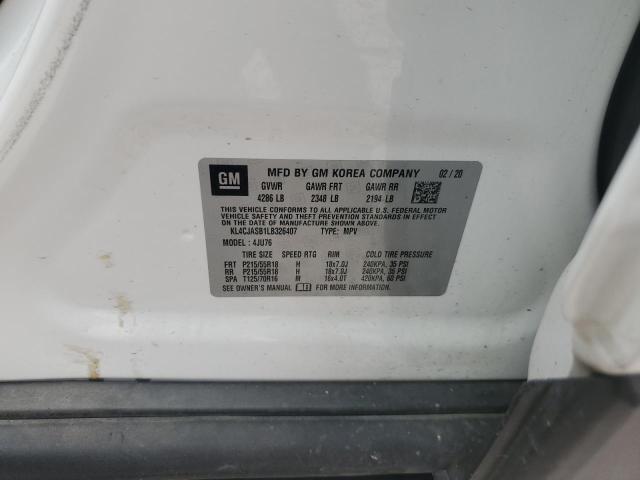 GM
MFD BY GM KOREA COMPANY 02/20
GVWR GAWR FRT GAWR RR
4286 LB 2348 LB 2194 LB
THIS VEHICLE CONFORMS TO ALL APPLICABLE U.S. FEDERAL MOTOR
VEHICLE SAFETY, BUMPER, AND THEFT PREVENTION STANDARDS
IN EFFECT ON THE DATE OF MANUFACTURE SHOWN ABOVE.
KL4CJASB1LB326407 TYPE: MPV
MODEL: 4JU76
TIRE SIZE SPEED RTG RIM COLD TIRE PRESSURE
FRT P215/55R18 H 18x7.0J 240KPA, 35 PSI
RR P215/55R18 H 18x7.0J 240KPA, 35 PSI
SPA T125/70R16 M 16x4.0T 420KPA, 60 PSI
SEE OWNER'S MANUAL FOR MORE INFORMATION